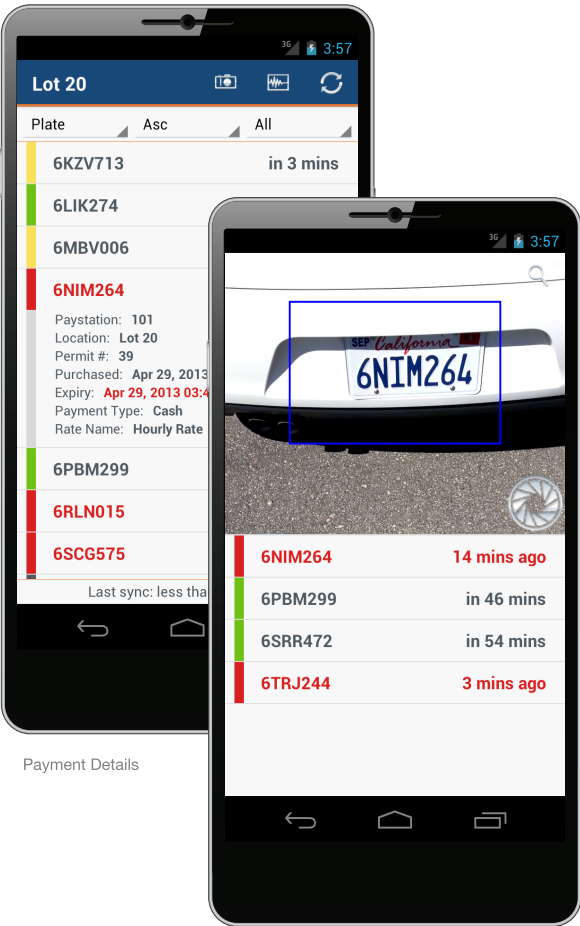 3G 3:57
Lot 20
Plate Asc All
6KZV713 in 3 mins
6LIK274
6MBV006
6NIM264
Paystation: 101
Location: Lot 20
Permit #: 39
Purchased: Apr 29, 2013
Expiry: Apr 29, 2013 03:4
Payment Type: Cash
Rate Name: Hourly Rate
6PBM299
6RLN015
6SCG575
Last sync: less tha
Payment Details
3G 3:57
SEP California
6NIM264
6NIM264 14 mins ago
6PBM299 in 46 mins
6SRR472 in 54 mins
6TRJ244 3 mins ago